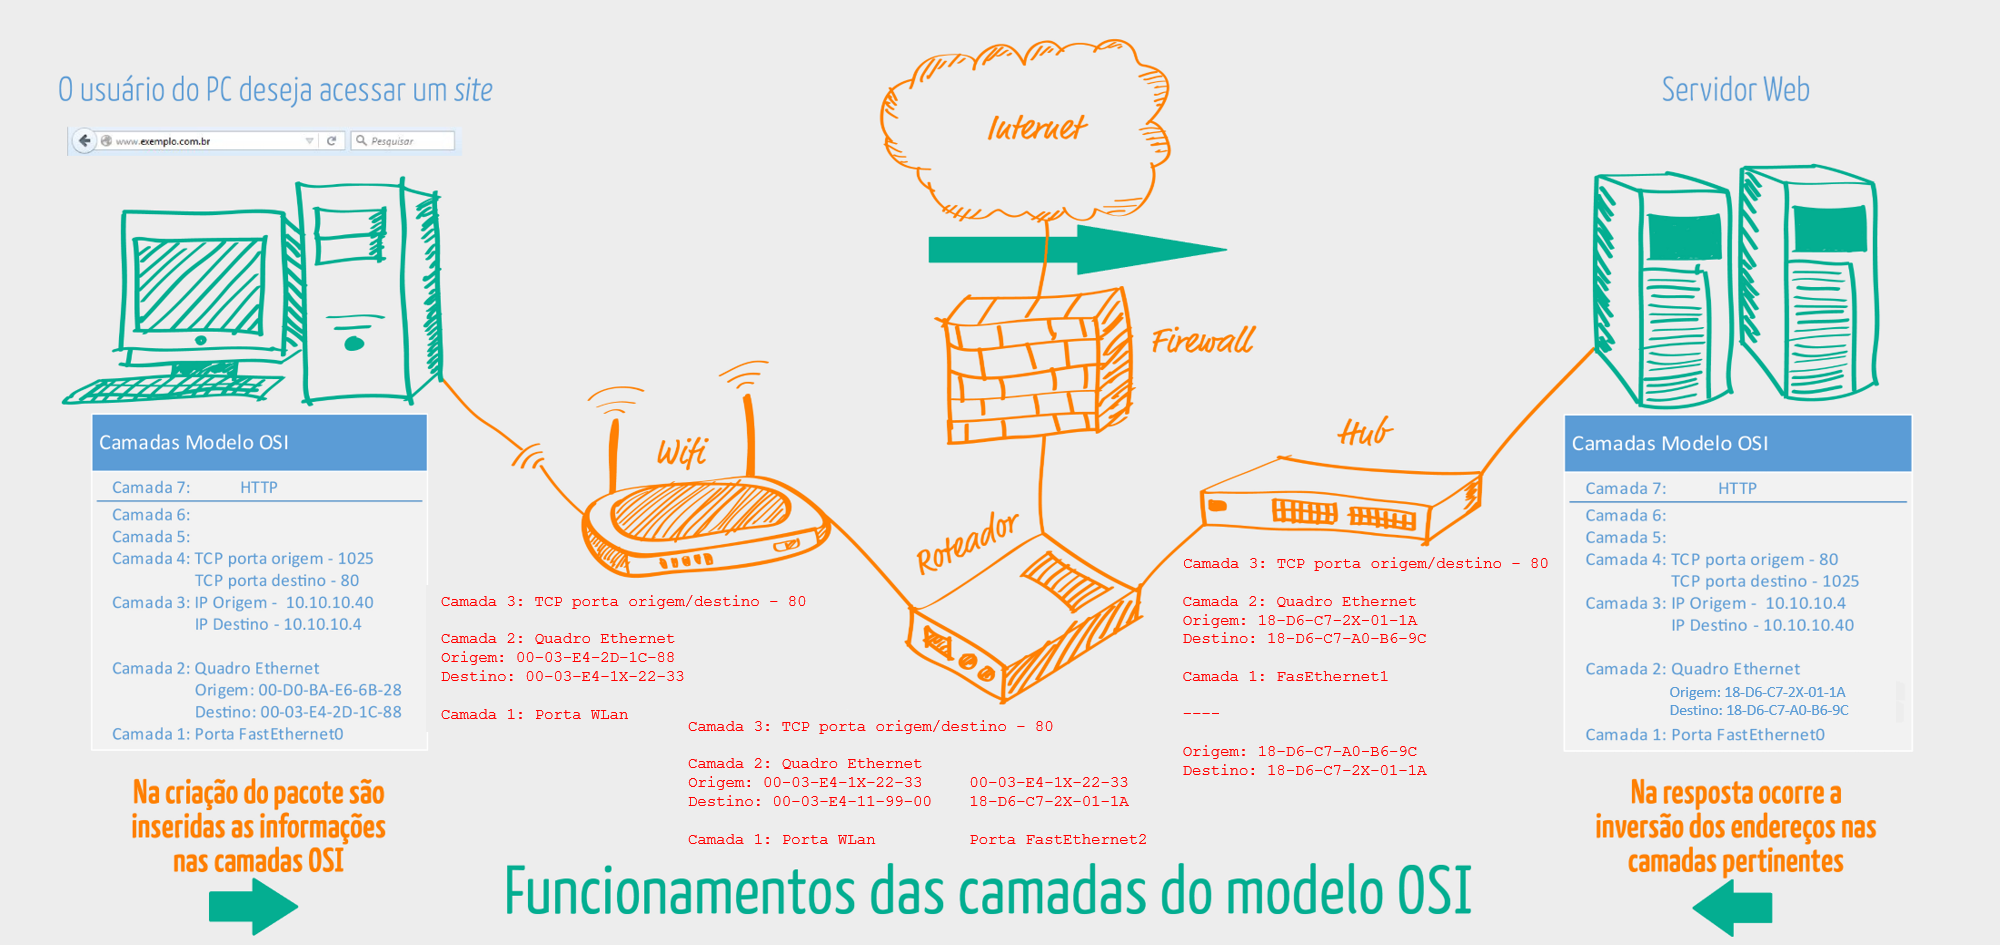 O usuário do PC deseja acessar um site
www.exemplo.com.br
Pesquisar
Servidor Web
Internet
Firewall
Wifi
Roteador
Hub
Camadas Modelo OSI
Camada 7: HTTP
Camada 6:
Camada 5:
Camada 4: TCP porta origem - 1025
TCP porta destino - 80
Camada 3: IP Origem - 10.10.10.40
IP Destino - 10.10.10.4
Camada 2: Quadro Ethernet
Origem: 00-D0-BA-E6-6B-28
Destino: 00-03-E4-2D-1C-88
Camada 1: Porta FastEthernet0
Na criação do pacote são
inseridas as informações
nas camadas OSI
Camada 3: TCP porta origem/destino – 80
Camada 2: Quadro Ethernet
Origem: 00-03-E4-2D-1C-88
Destino: 00-03-E4-1X-22-33
Camada 1: Porta WLan
Camada 3: TCP porta origem/destino – 80
Camada 2: Quadro Ethernet
Origem: 00-03-E4-1X-22-33 00-03-E4-1X-22-33
Destino: 00-03-E4-11-99-00 18-D6-C7-2X-01-1A
Camada 1: Porta WLan Porta FastEthernet2
Camada 3: TCP porta origem/destino – 80
Camada 2: Quadro Ethernet
Origem: 18-D6-C7-2X-01-1A
Destino: 18-D6-C7-A0-B6-9C
Camada 1: FasEthernet1
----
Origem: 18-D6-C7-A0-B6-9C
Destino: 18-D6-C7-2X-01-1A
Camadas Modelo OSI
Camada 7: HTTP
Camada 6:
Camada 5:
Camada 4: TCP porta origem - 80
TCP porta destino - 1025
Camada 3: IP Origem - 10.10.10.4
IP Destino - 10.10.10.40
Camada 2: Quadro Ethernet
Origem: 18-D6-C7-2X-01-1A
Destino: 18-D6-C7-A0-B6-9C
Camada 1: Porta FastEthernet0
Na resposta ocorre a
inversão dos endereços nas
camadas pertinentes
Funcionamentos das camadas do modelo OSI